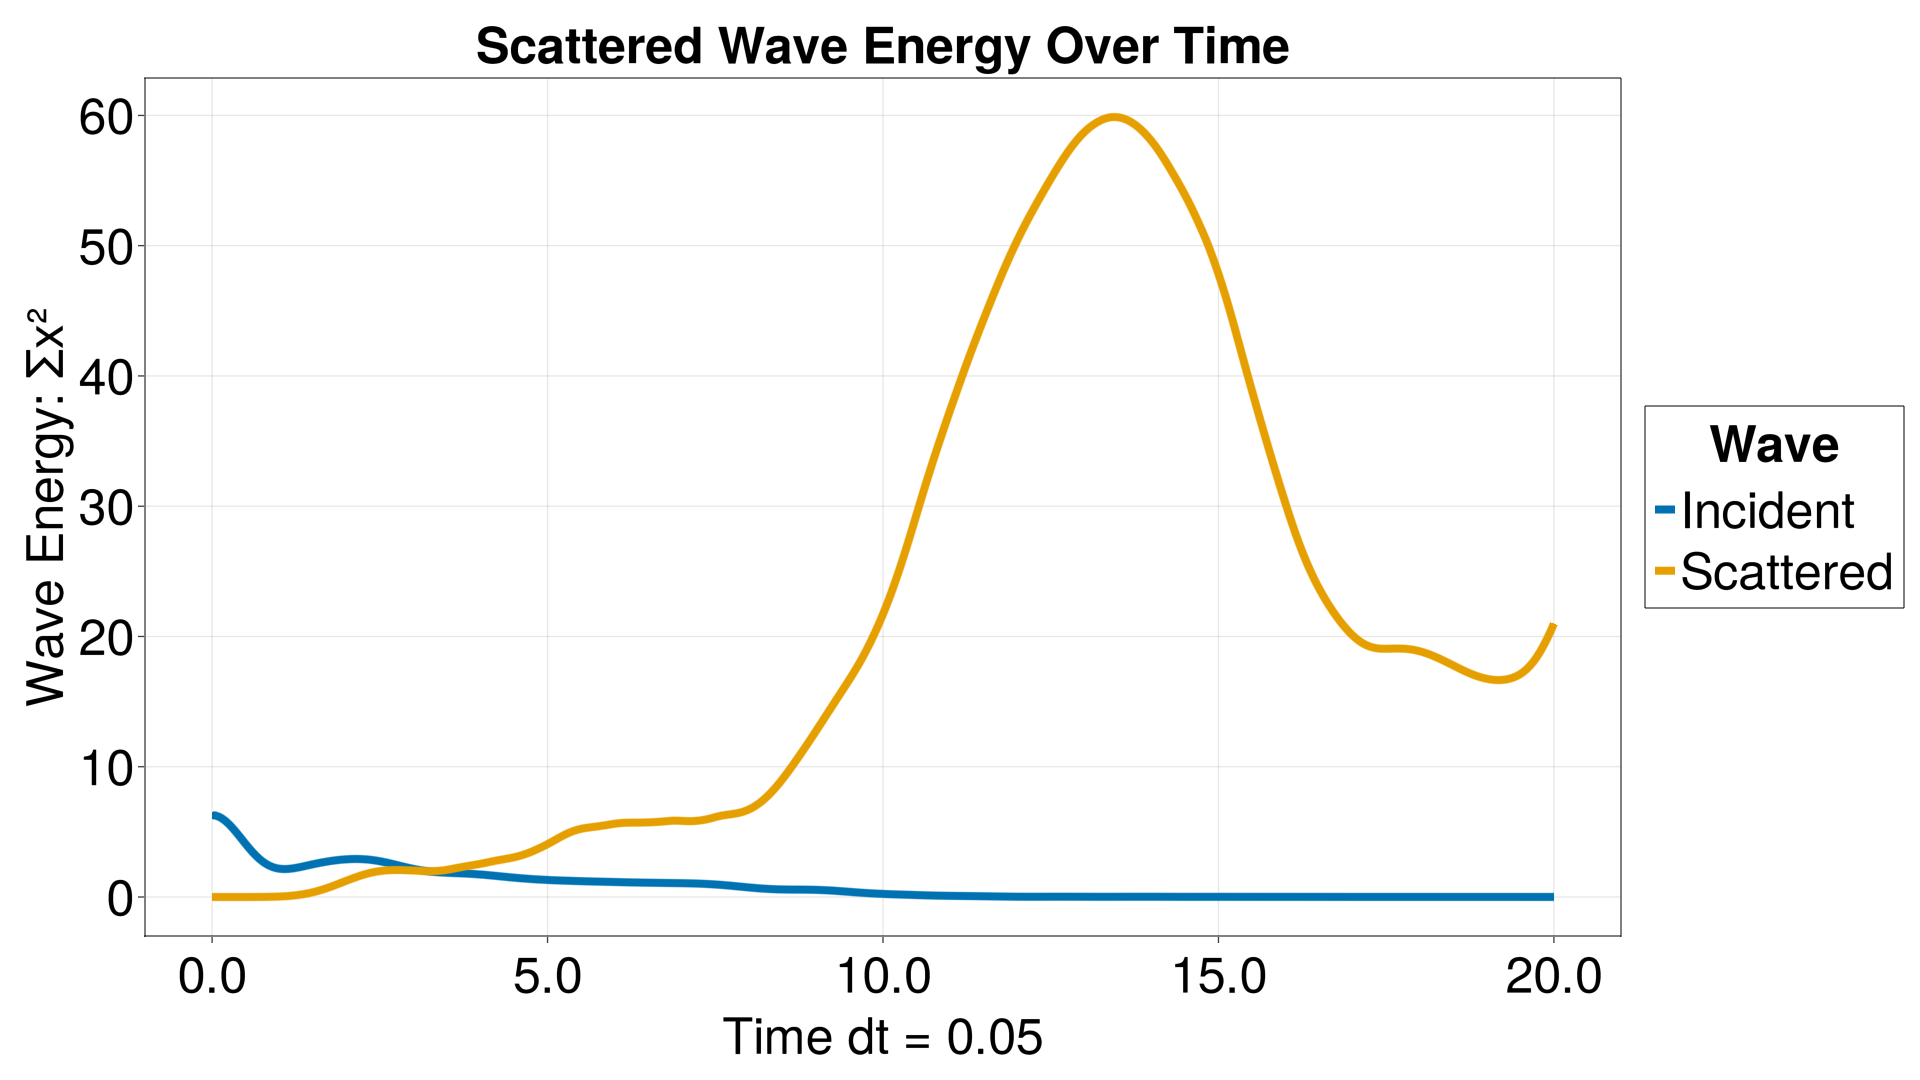 Scattered Wave Energy Over Time
Wave Energy: Σx²
60
50
40
30
20
10
0
0.0 5.0 10.0 15.0 20.0
Time dt = 0.05
Wave
Incident
Scattered